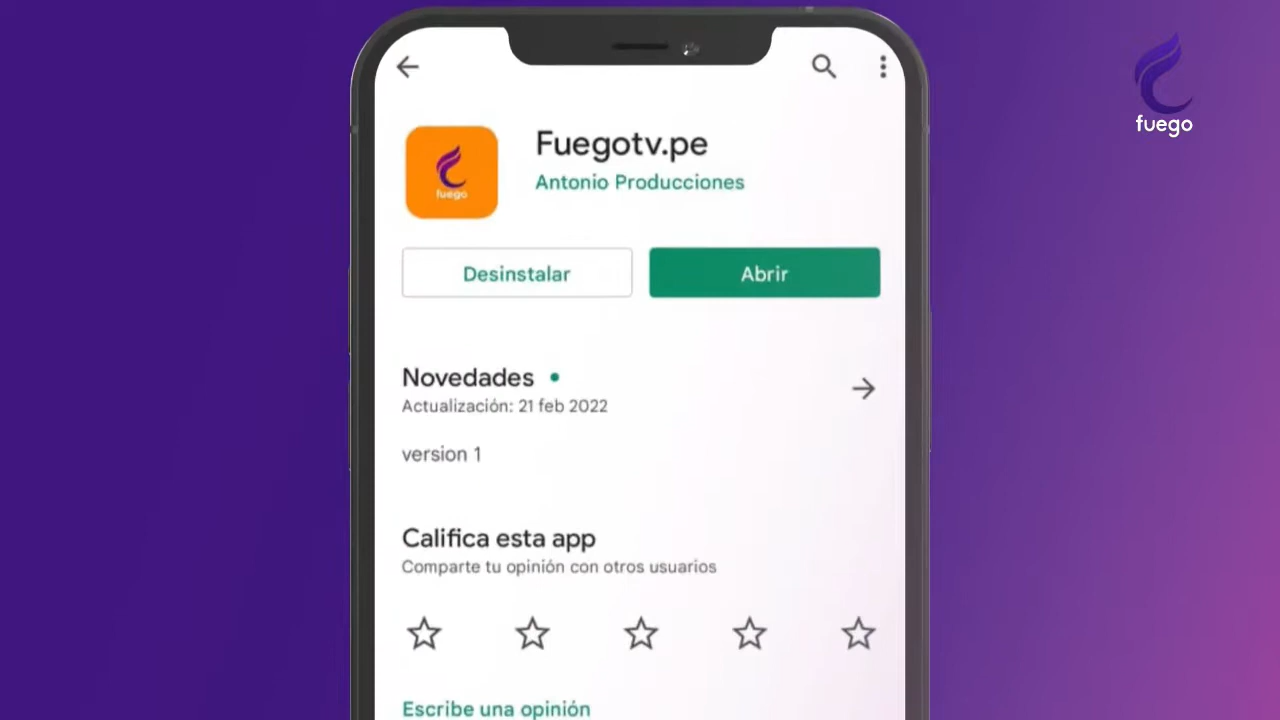 fuego
Fuegotv.pe
Antonio Producciones
fuego
Desinstalar
Abrir
Novedades
Actualización: 21 feb 2022
version 1
Califica esta app
Comparte tu opinión con otros usuarios
Escribe una opinión